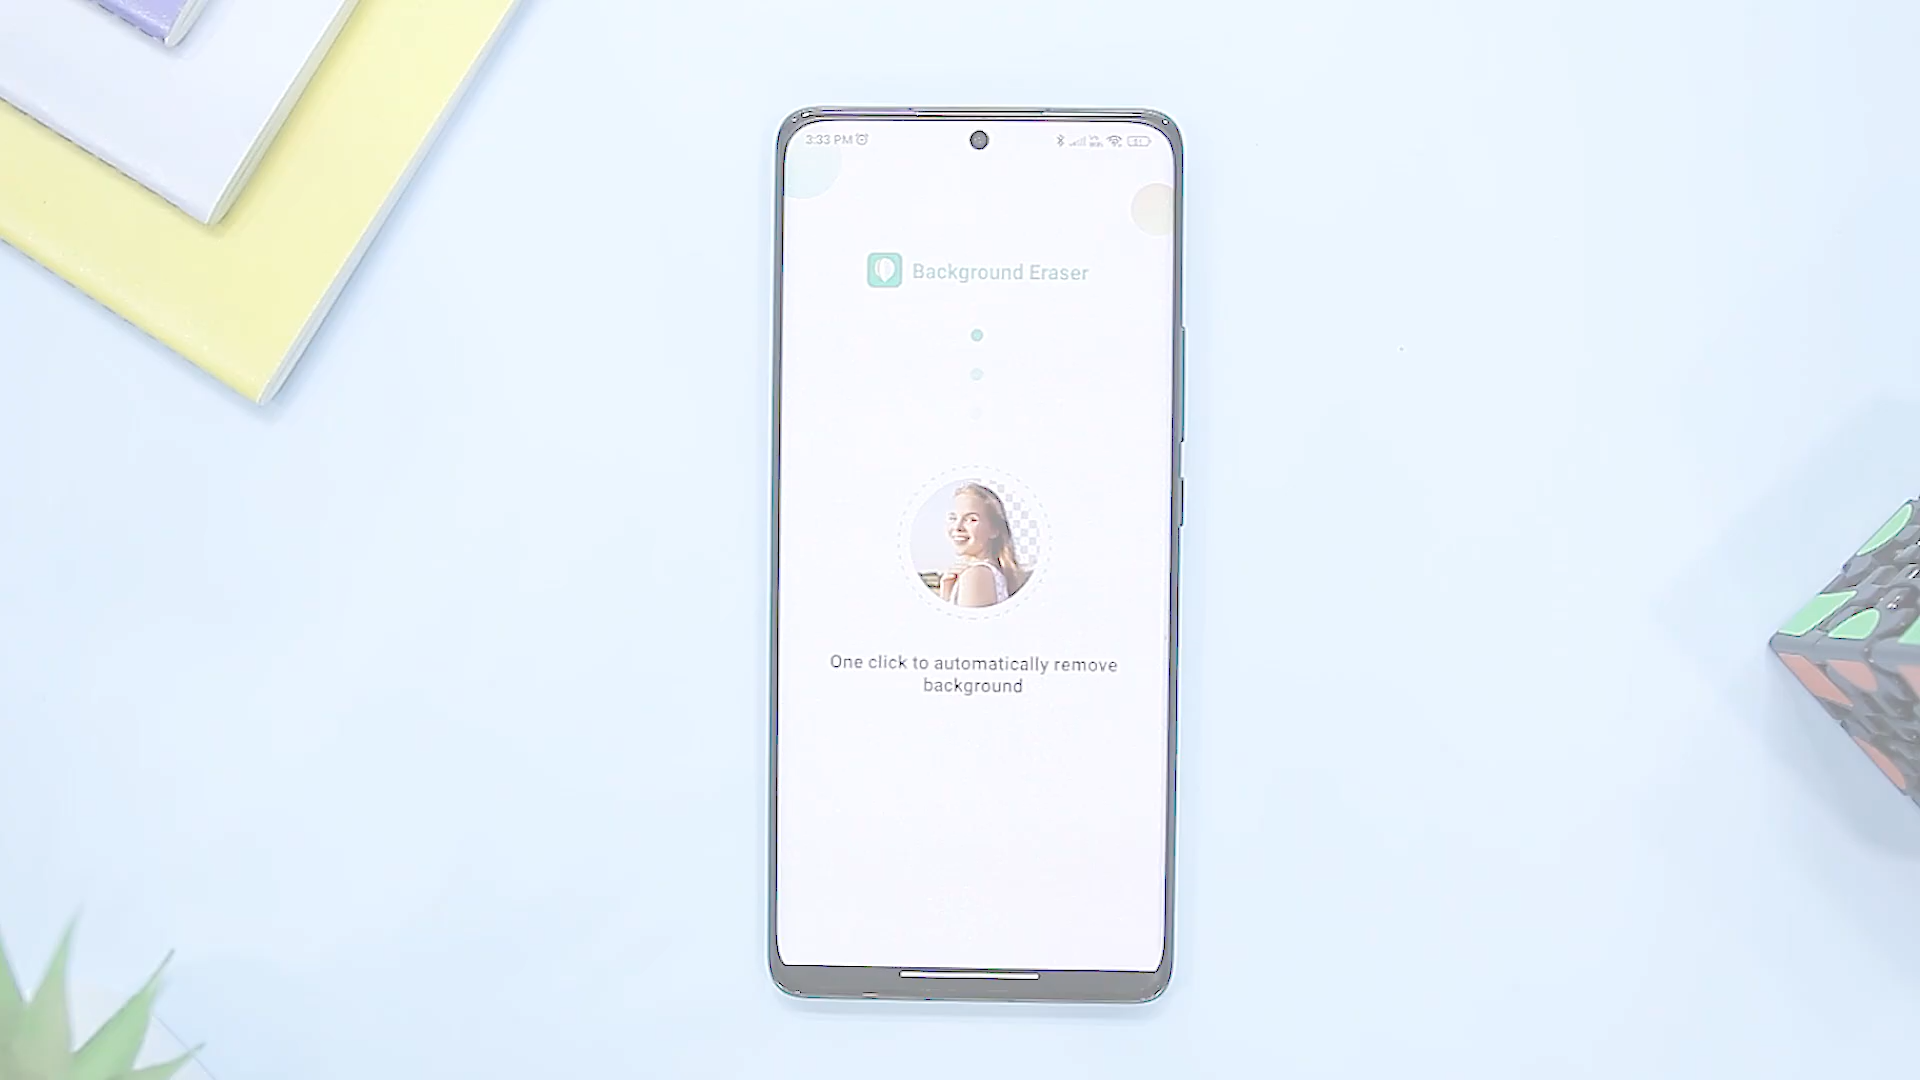 3:33 PM
Background Eraser
One click to automatically remove
background